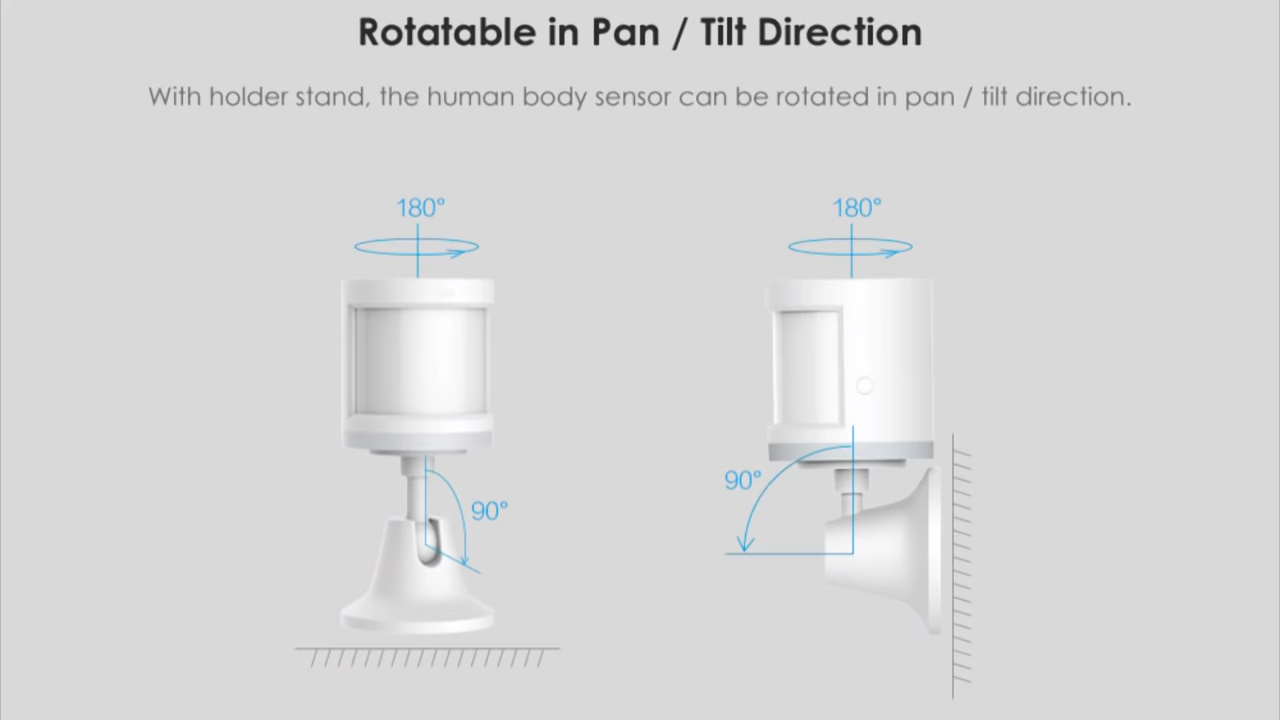 Rotatable in Pan / Tilt Direction
With holder stand, the human body sensor can be rotated in pan / tilt direction.
180°
180°
90°
90°